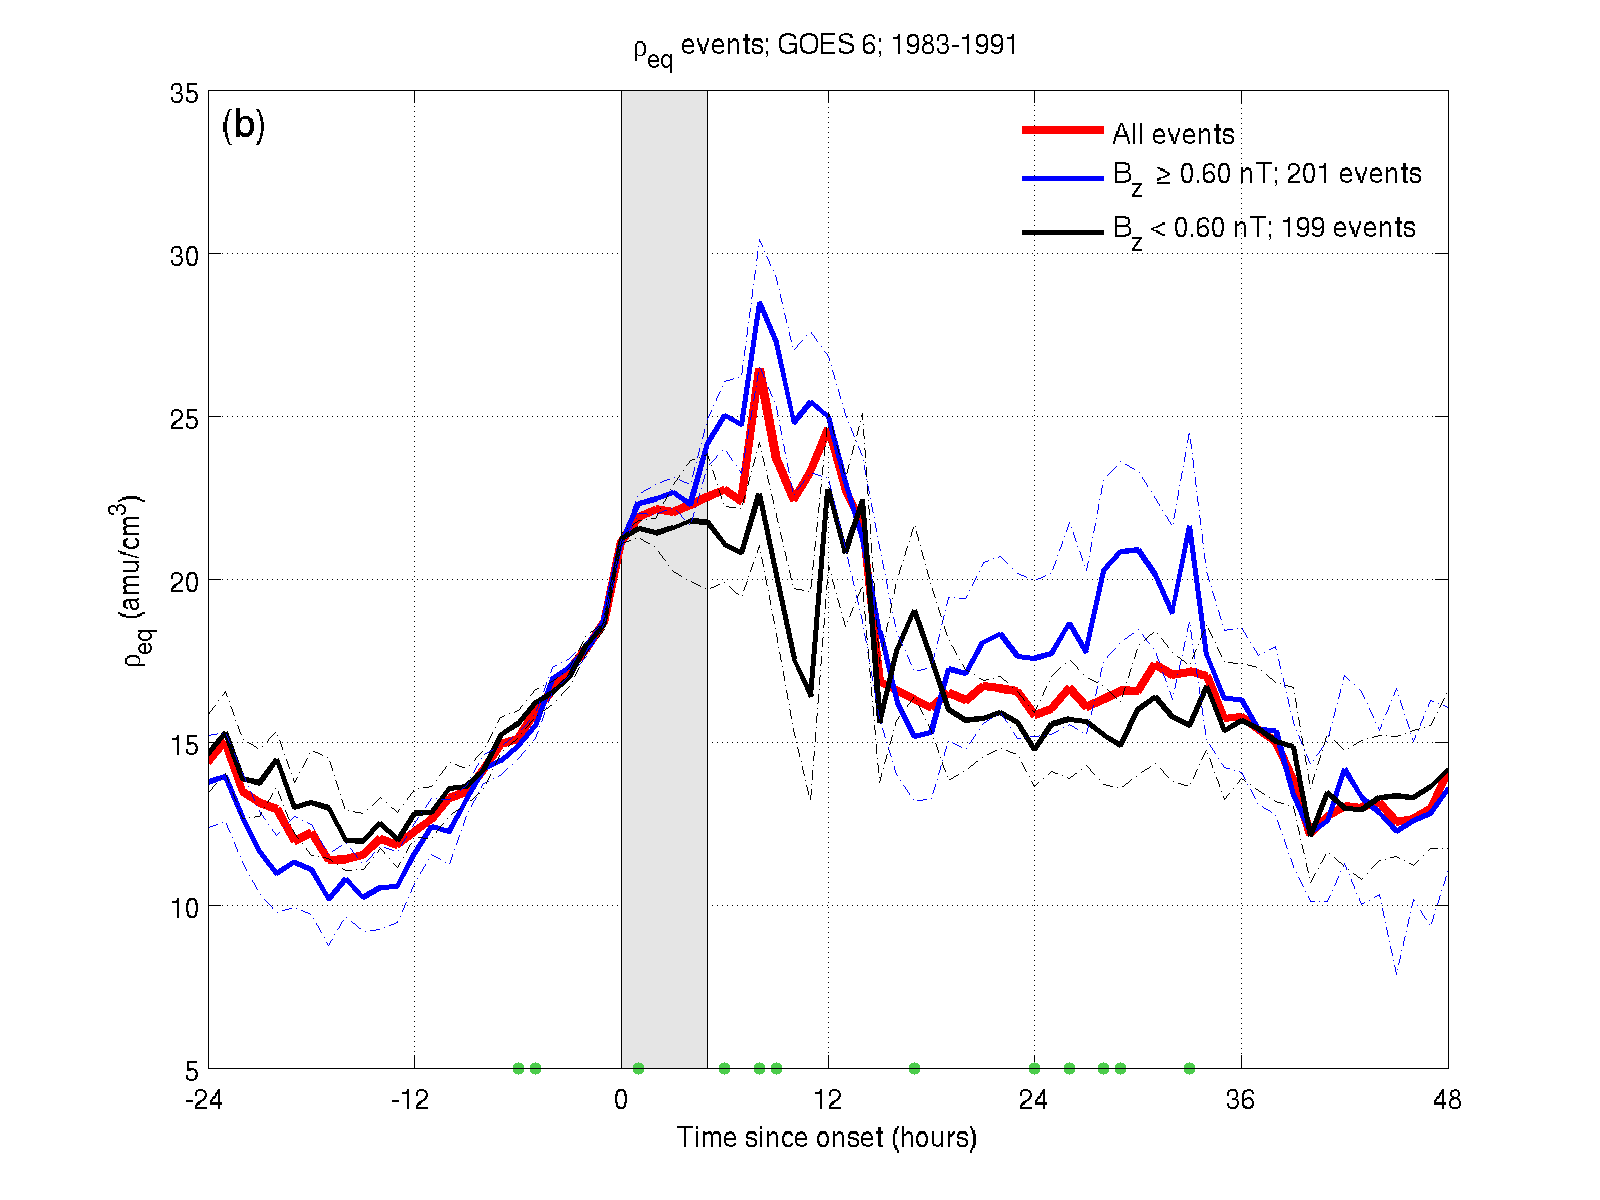 ρeq events; GOES 6; 1983-1991
(b)
All events
Bz ≥ 0.60 nT; 201 events
Bz < 0.60 nT; 199 events
35
30
25
20
15
10
5
ρeq (amu/cm3)
-24 -12 0 12 24 36 48
Time since onset (hours)